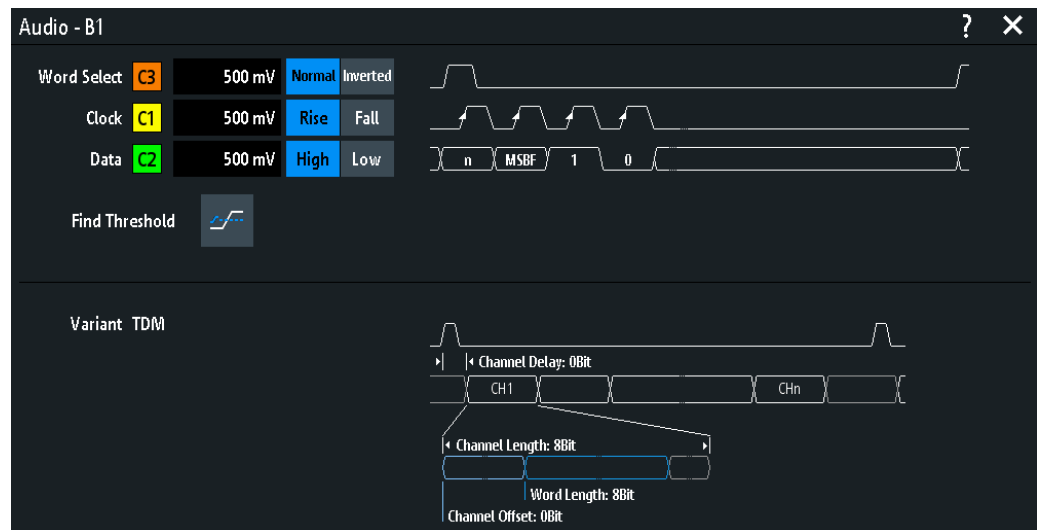 Audio - B1 ?
Word Select C3 500 mV Normal Inverted
Clock C1 500 mV Rise Fall
Data C2 500 mV High Low n MSBF 1 0
Find Threshold
Variant TDM
Channel Delay: 0Bit
CH1 CHn
Channel Length: 8Bit
Word Length: 8Bit
Channel Offset: 0Bit